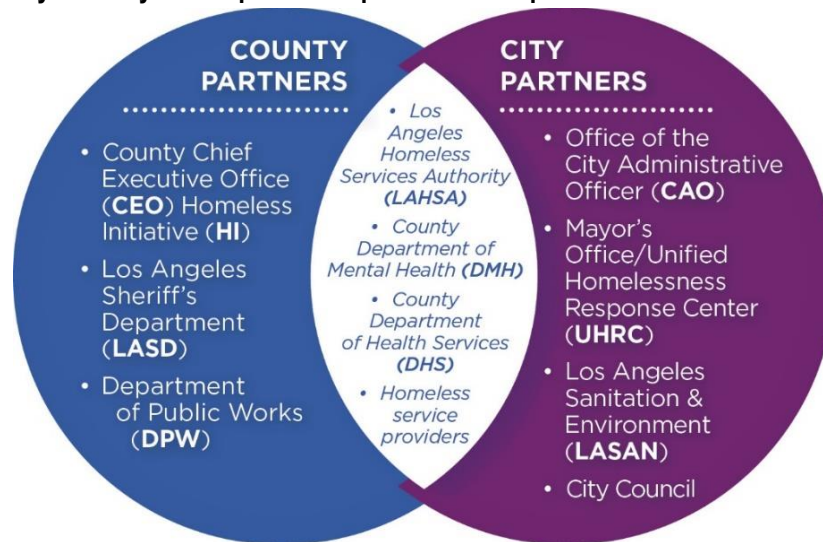 COUNTY
PARTNERS
• County Chief
Executive Office
(CEO) Homeless
Initiative (HI)
• Los Angeles
Sheriff's
Department
(LASD)
• Department
of Public Works
(DPW)
• Los
Angeles
Homeless
Services Authority
(LAHSA)
• County
Department of
Mental Health (DMH)
• County
Department
of Health Services
(DHS)
• Homeless
service
providers
CITY
PARTNERS
• Office of the
City Administrative
Officer (CAO)
• Mayor's
Office/Unified
Homelessness
Response Center
(UHRC)
• Los Angeles
Sanitation &
Environment
(LASAN)
• City Council